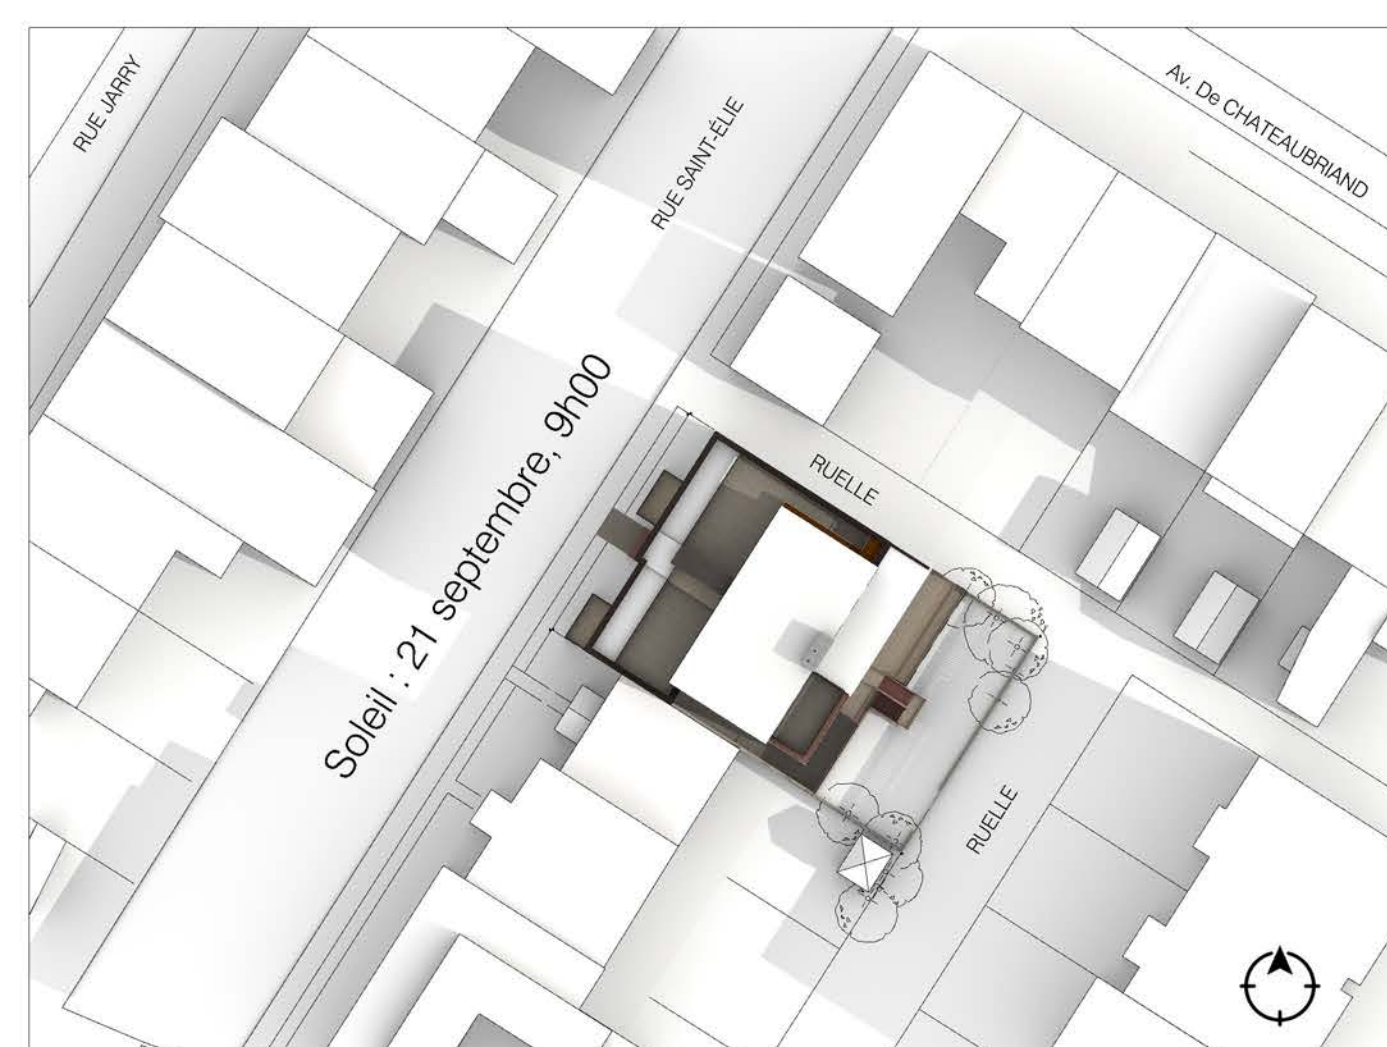 RUE JARRY
RUE SAINT-ÉLIE
Av. De CHATEAUBRIAND
Soleil : 21 septembre, 9h00
RUELLE
RUELLE